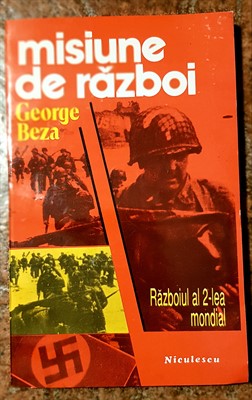 misiune
de război
George
Beza
Războiul al 2-lea
mondial
Niculescu